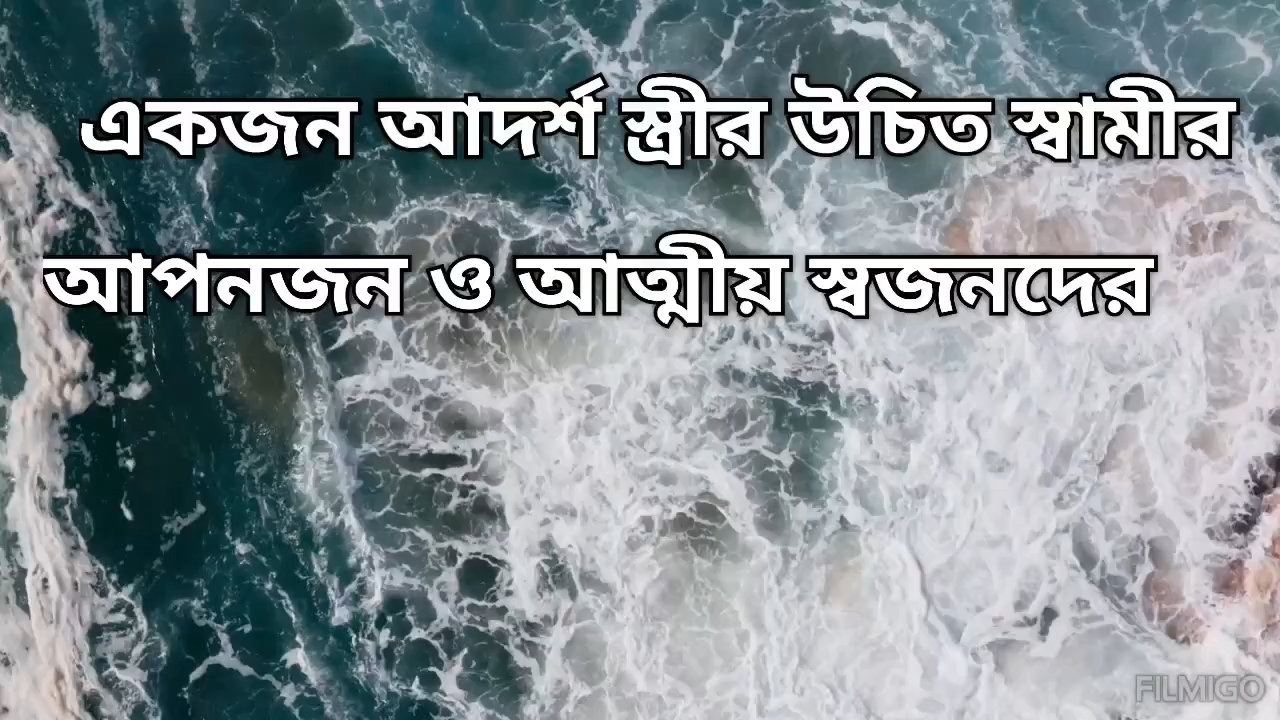 একজন আদর্শ স্ত্রীর উচিত স্বামীর
আপনজন ও আত্মীয় স্বজনদের
FILMIGO